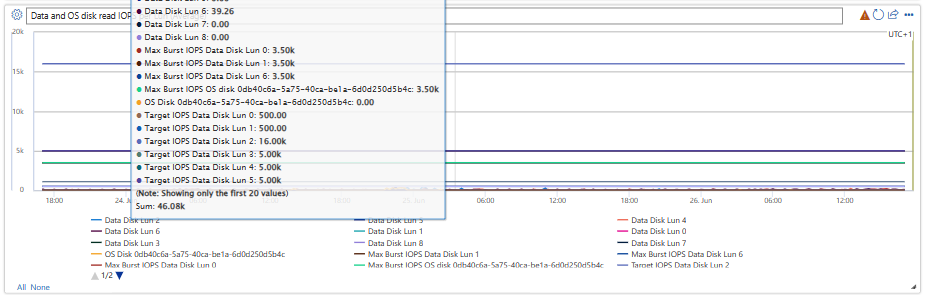 Data and OS disk read IOPS
UTC+1
20k
15k
10k
5k
0
Data Disk Lun 6: 39.26
Data Disk Lun 7: 0.00
Data Disk Lun 8: 0.00
Max Burst IOPS Data Disk Lun 0: 3.50k
Max Burst IOPS Data Disk Lun 1: 3.50k
Max Burst IOPS Data Disk Lun 6: 3.50k
Max Burst IOPS OS disk 0db40c6a-5a75-40ca-be1a-6d0d250d5b4c: 3.50k
OS Disk 0db40c6a-5a75-40ca-be1a-6d0d250d5b4c: 0.00
Target IOPS Data Disk Lun 0: 500.00
Target IOPS Data Disk Lun 1: 500.00
Target IOPS Data Disk Lun 2: 16.00k
Target IOPS Data Disk Lun 3: 5.00k
Target IOPS Data Disk Lun 4: 5.00k
Target IOPS Data Disk Lun 5: 5.00k
(Note: Showing only the first 20 values)
Sum: 46.08k
18:00 24. 06:00 12:00 18:00 26. Jun 06:00 12:00
Data Disk Lun 2 Data Disk Lun 5 Data Disk Lun 4
Data Disk Lun 6 Data Disk Lun 1 Data Disk Lun 0
Data Disk Lun 3 Data Disk Lun 8 Data Disk Lun 7
OS Disk 0db40c6a-5a75-40ca-be1a-6d0d250d5b4c Max Burst IOPS Data Disk Lun 1 Max Burst IOPS Data Disk Lun 6
Max Burst IOPS Data Disk Lun 0 Max Burst IOPS OS disk 0db40c6a-5a75-40ca-be1a-6d0d250d5b4c Target IOPS Data Disk Lun 2
1/2
All None